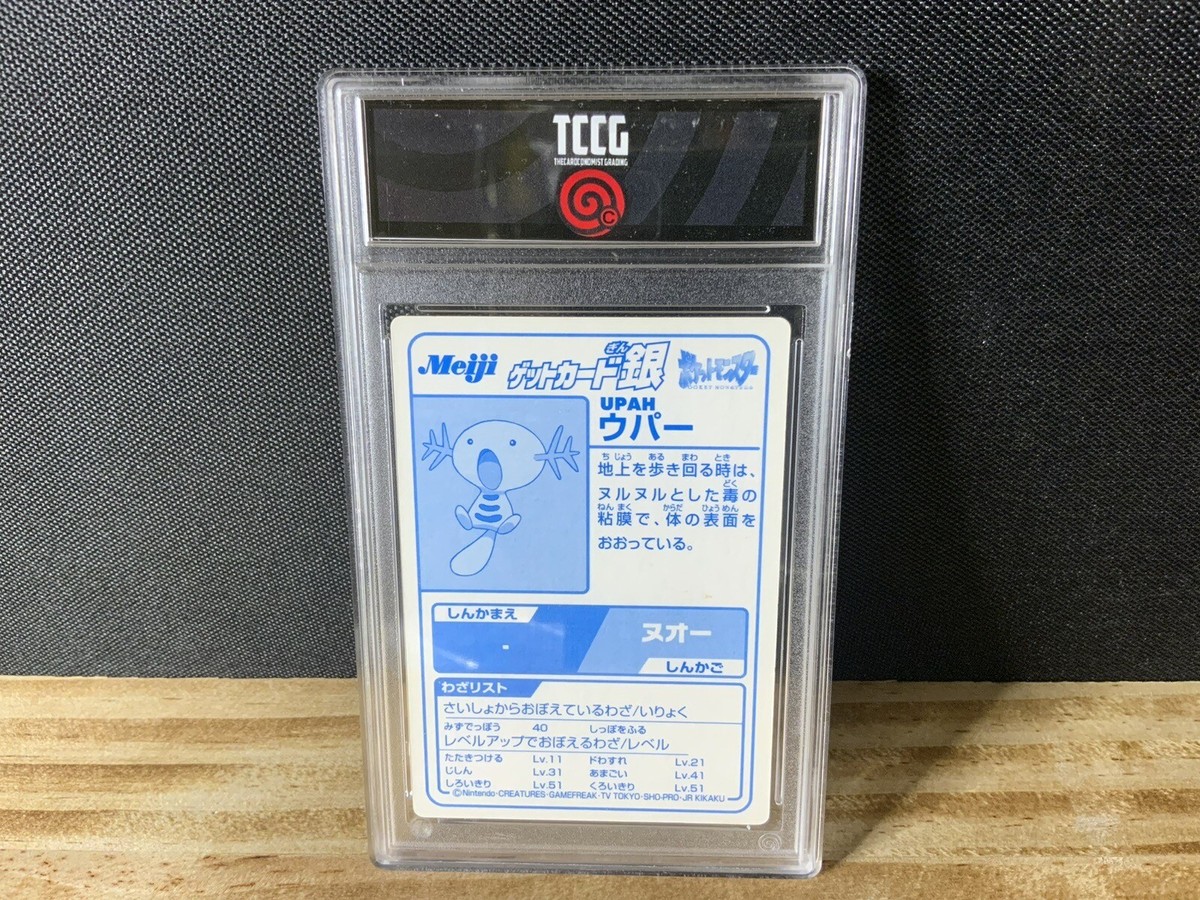 TCCG
THECARDCONOMIST GRADING
C
Meiji
ゲットカード銀
ぎん
ポケットモンスター
POCKET MONSTERS
UPAH
ウパー
ちじょう ある まわ とき
地上を歩き回る時は、
どく
ヌルヌルとした毒の
ねんまく からだ ひょうめん
粘膜で、体の表面を
おおっている。
しんかまえ
-
ヌオー
しんかご
わざリスト
さいしょからおぼえているわざ/いりょく
みずでっぽう 40 しっぽをふる
レベルアップでおぼえるわざ/レベル
たたきつける Lv.11 ドわすれ Lv.21
じしん Lv.31 あまごい Lv.41
しろいきり Lv.51 くろいきり Lv.51
©Nintendo・CREATURES・GAMEFREAK・TV TOKYO・SHO-PRO・JR KIKAKU